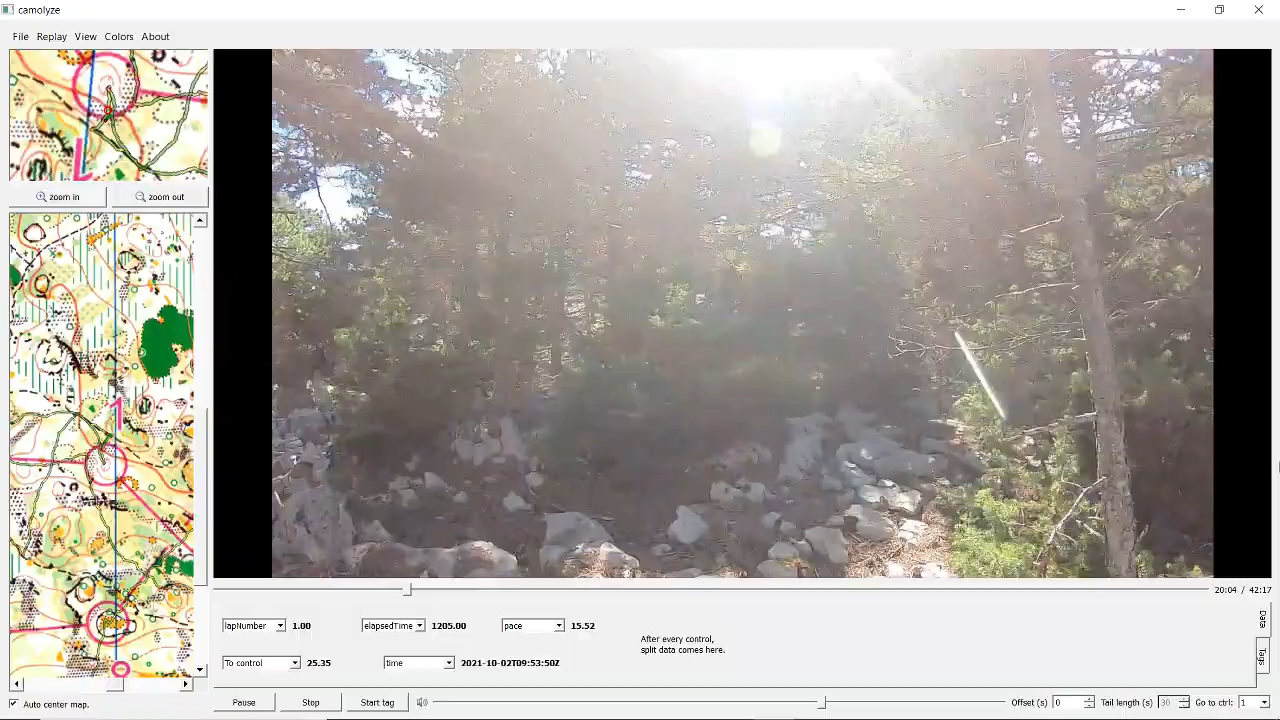 camolyze
File Replay View Colors About
zoom in zoom out
20:04 / 42:17
lapNumber 1.00 elapsedTime 1205.00 pace 15.52
After every control,
split data comes here.
To control 25.35 time 2021-10-02T09:53:50Z
Data
Tags
Auto center map.
Pause Stop Start tag Offset (s) 0 Tail length (s) 30 Go to ctrl: 1